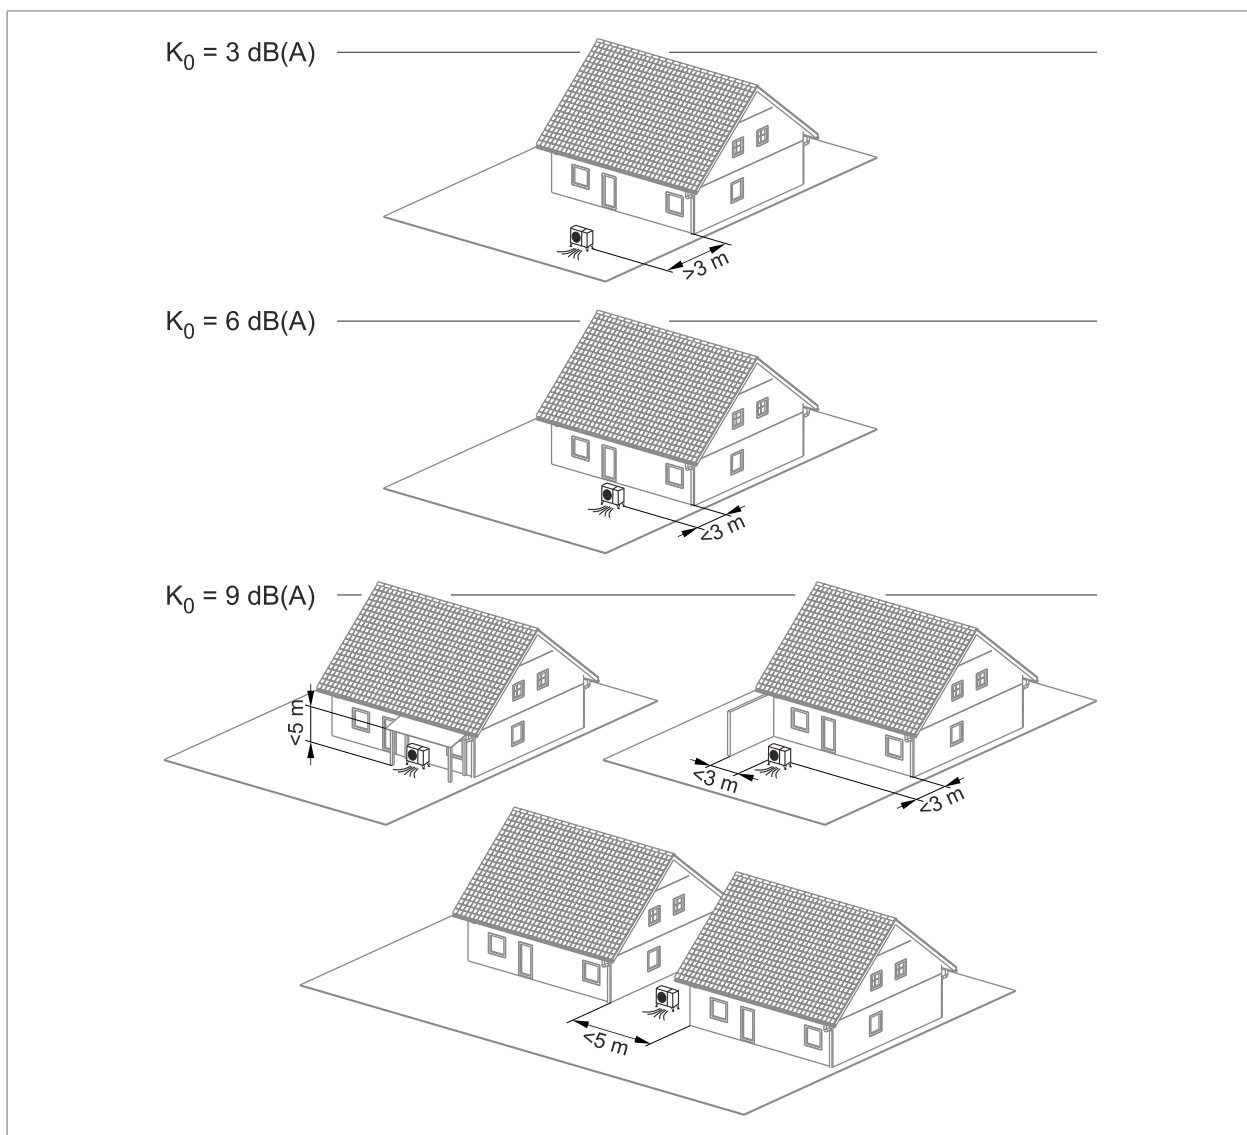 K₀ = 3 dB(A)
>3 m
K₀ = 6 dB(A)
<3 m
K₀ = 9 dB(A)
<5 m
<3 m
<3 m
<5 m